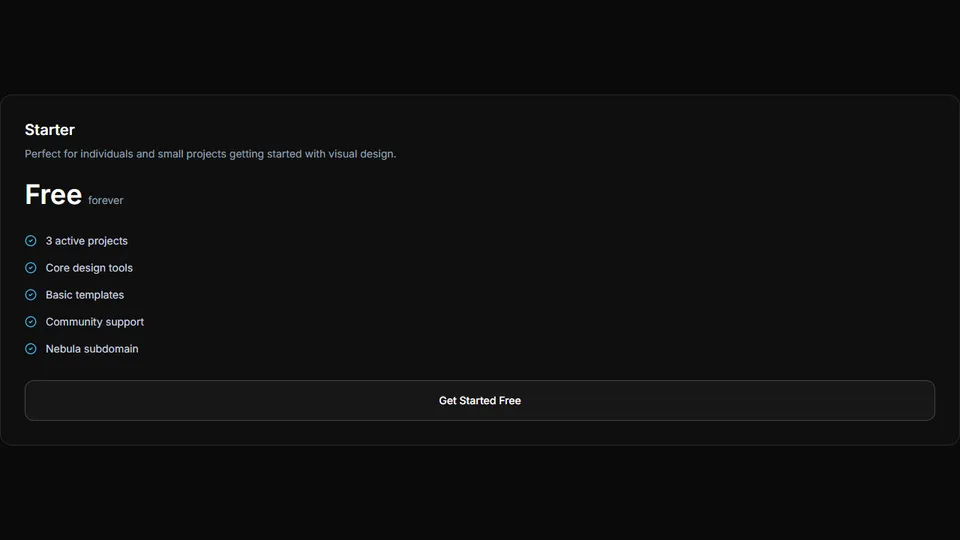 Starter
Perfect for individuals and small projects getting started with visual design.
Free forever
3 active projects
Core design tools
Basic templates
Community support
Nebula subdomain
Get Started Free